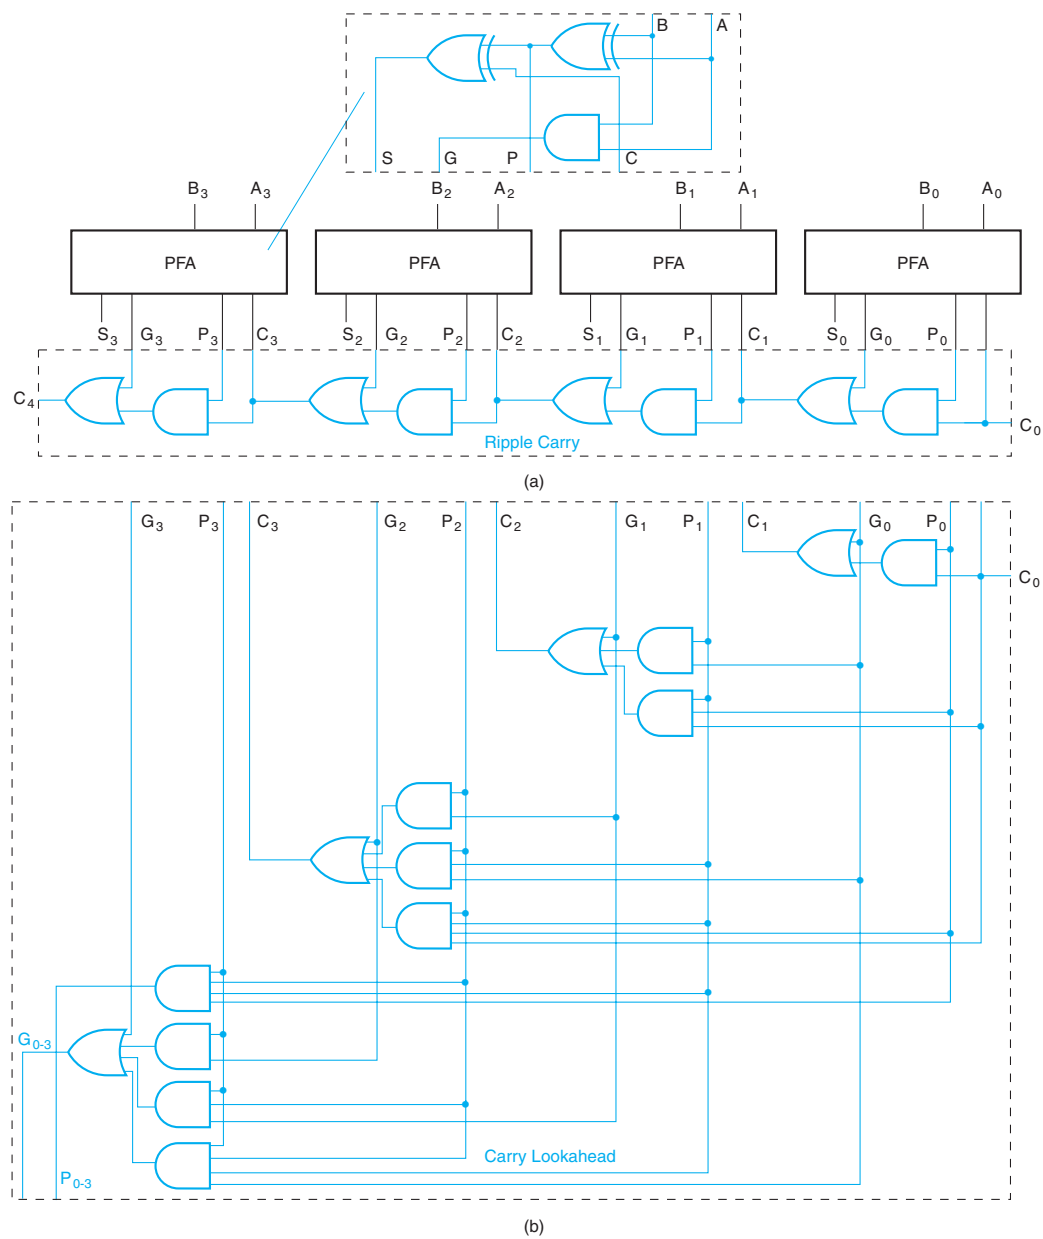 B A
S G P C
B3 A3 B2 A2 B1 A1 B0 A0
PFA PFA PFA PFA
S3 G3 P3 C3 S2 G2 P2 C2 S1 G1 P1 C1 S0 G0 P0
C4 C0
Ripple Carry
(a)
G3 P3 C3 G2 P2 C2 G1 P1 C1 G0 P0
C0
G0-3
Carry Lookahead
P0-3
(b)